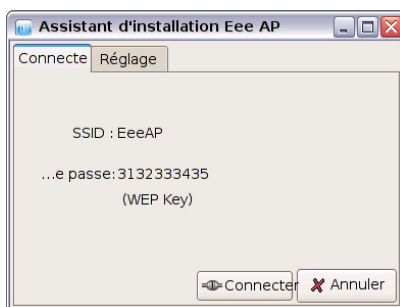 Assistant d'installation Eee AP
Connecte Réglage
SSID : EeeAP
...e passe: 3132333435
(WEP Key)
Connecter Annuler